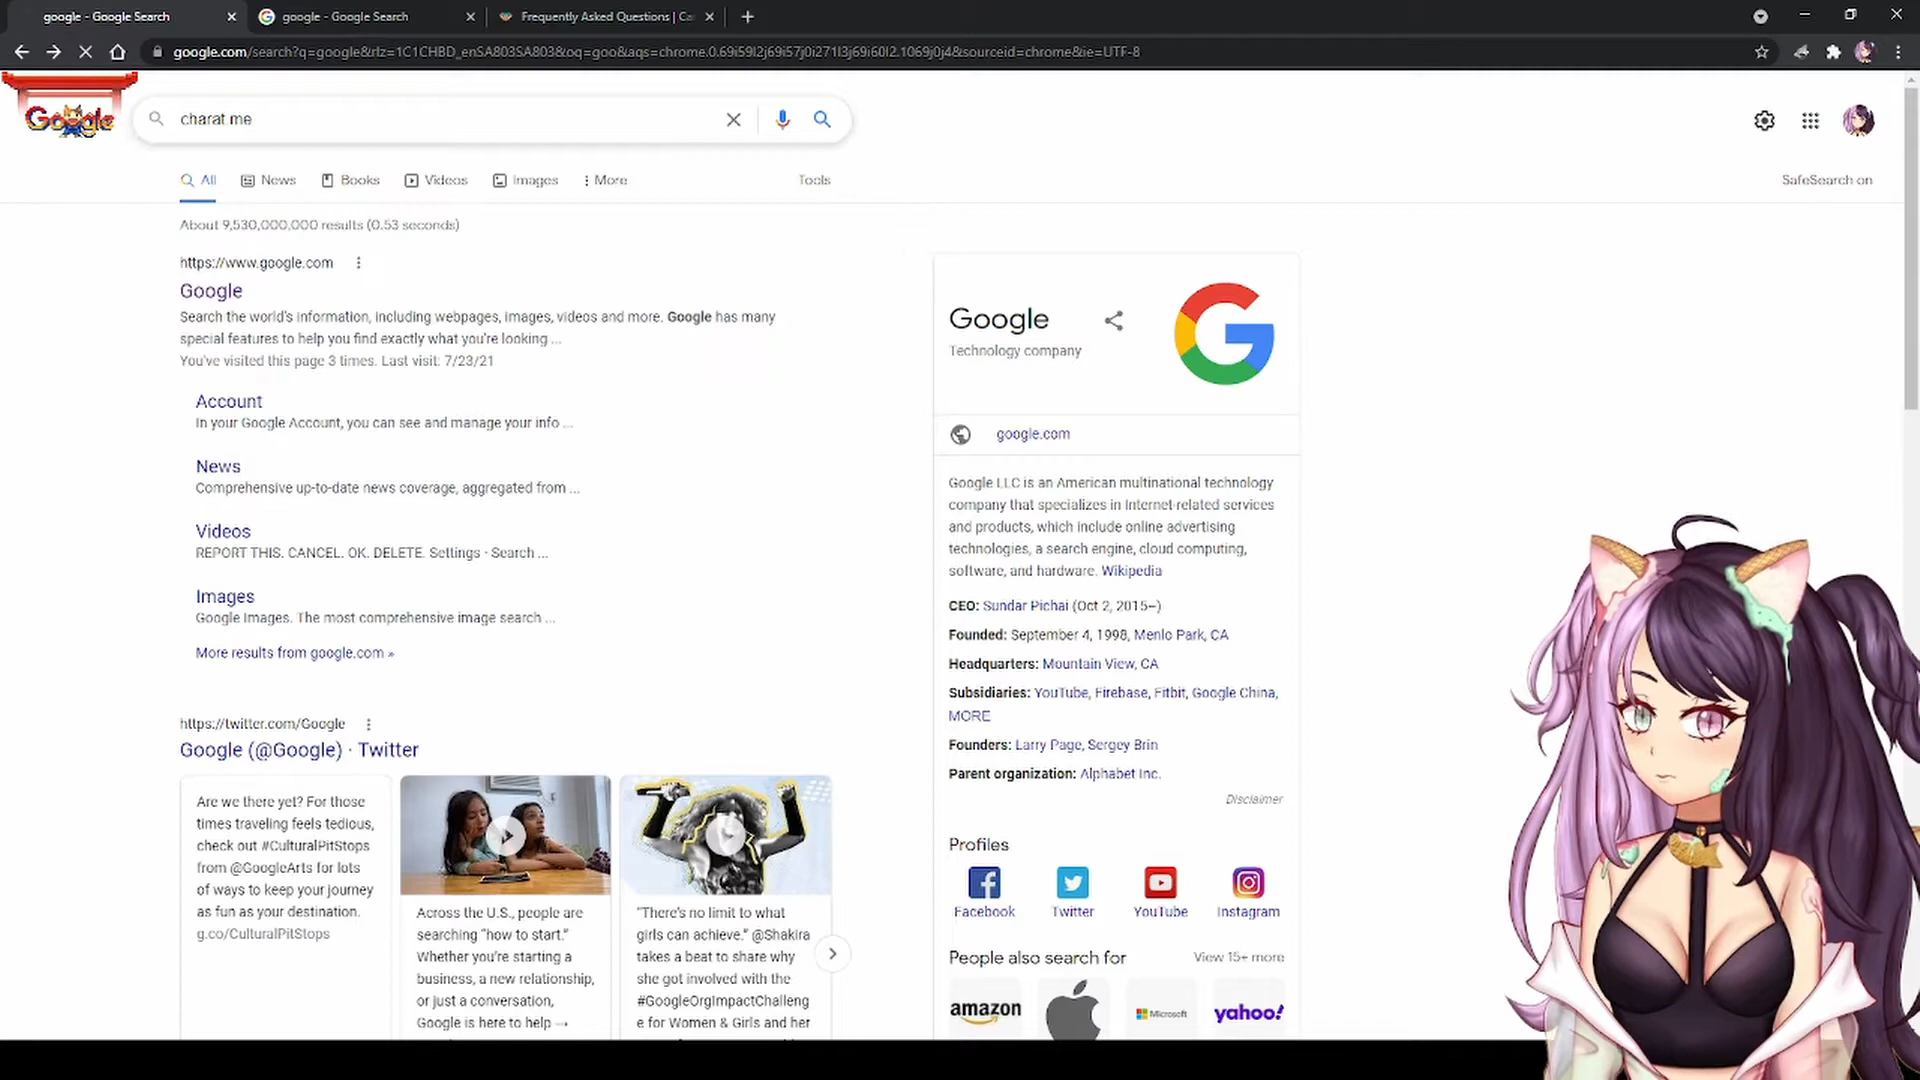 google - Google Search
google - Google Search
Frequently Asked Questions | Ca
google.com/search?q=google&rlz=1C1CHBD_enSA803SA803&oq=goo&aqs=chrome.0.69i59l2j69i57j0i271l3j69i60l2.1069j0j4&sourceid=chrome&ie=UTF-8
Google
charat me
All
News
Books
Videos
Images
More
Tools
SafeSearch on
About 9,530,000,000 results (0.53 seconds)
https://www.google.com
Google
Search the world's information, including webpages, images, videos and more. Google has many
special features to help you find exactly what you're looking ...
You've visited this page 3 times. Last visit: 7/23/21
Account
In your Google Account, you can see and manage your info ...
News
Comprehensive up-to-date news coverage, aggregated from ...
Videos
REPORT THIS. CANCEL. OK. DELETE. Settings · Search ...
Images
Google Images. The most comprehensive image search ...
More results from google.com »
https://twitter.com/Google
Google (@Google) · Twitter
Are we there yet? For those
times traveling feels tedious,
check out #CulturalPitStops
from @GoogleArts for lots
of ways to keep your journey
as fun as your destination.
g.co/CulturalPitStops
Across the U.S., people are
searching “how to start.”
Whether you're starting a
business, a new relationship,
or just a conversation,
Google is here to help →
“There's no limit to what
girls can achieve.” @Shakira
takes a beat to share why
she got involved with the
#GoogleOrgImpactChalleng
e for Women & Girls and her
Google
Technology company
google.com
Google LLC is an American multinational technology
company that specializes in Internet-related services
and products, which include online advertising
technologies, a search engine, cloud computing,
software, and hardware. Wikipedia
CEO: Sundar Pichai (Oct 2, 2015–)
Founded: September 4, 1998, Menlo Park, CA
Headquarters: Mountain View, CA
Subsidiaries: YouTube, Firebase, Fitbit, Google China,
MORE
Founders: Larry Page, Sergey Brin
Parent organization: Alphabet Inc.
Disclaimer
Profiles
Facebook
Twitter
YouTube
Instagram
People also search for
View 15+ more
amazon
Microsoft
yahoo!